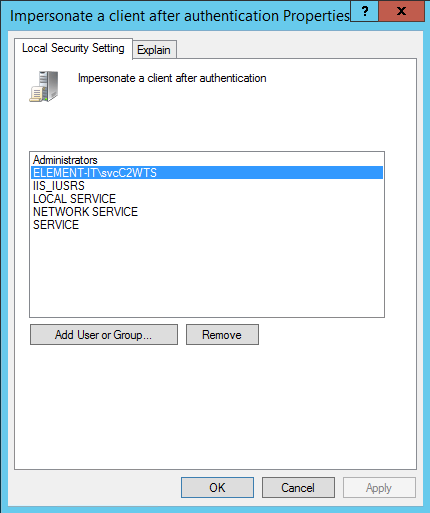 Impersonate a client after authentication Properties
? X
Local Security Setting
Explain
Impersonate a client after authentication
Administrators
ELEMENT-IT\svcC2WTS
IIS_IUSRS
LOCAL SERVICE
NETWORK SERVICE
SERVICE
Add User or Group...
Remove
OK
Cancel
Apply